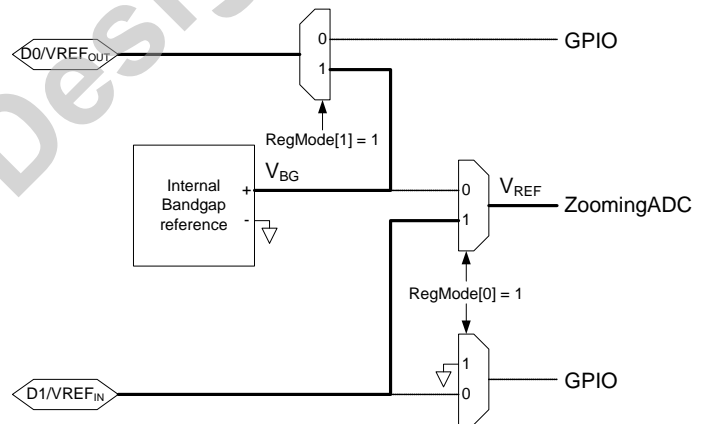 D0/VREFOUT
0
1
GPIO
RegMode[1] = 1
Internal
Bandgap
reference
+
-
VBG
0
1
VREF
ZoomingADC
RegMode[0] = 1
D1/VREFIN
1
0
GPIO